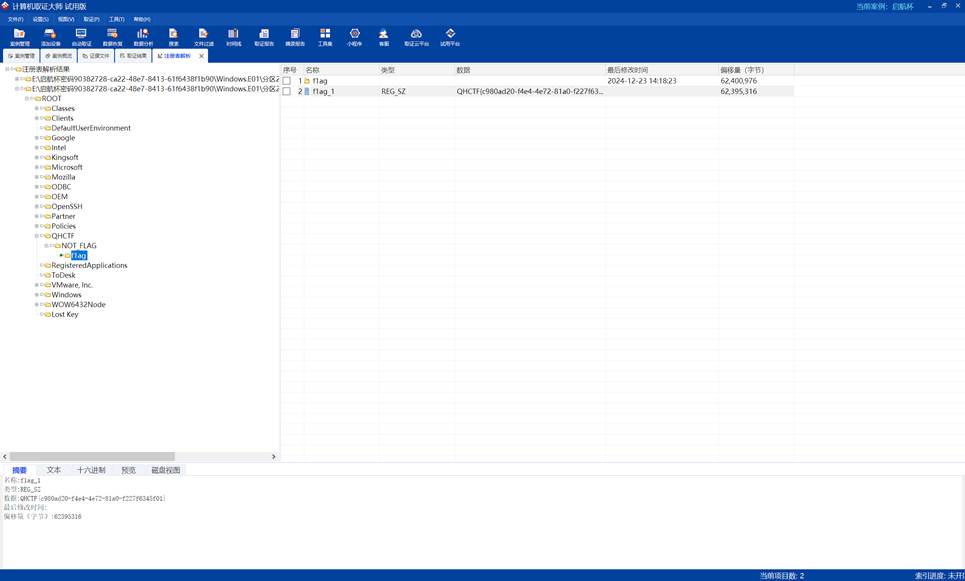 计算机取证大师 试用版
当前案例: 启航杯
文件(F) 设置(S) 视图(V) 取证(P) 工具(T) 帮助(H)
案例管理 添加设备 自动取证 数据恢复 数据分析 搜索 文件过滤 时间线 取证报告 摘录报告 工具集 小程序 客服 取证云平台 试用平台
案例管理 案例概览 证据文件 取证结果 注册表解析
注册表解析结果
E:\启航杯密码90382728-ca22-48e7-8413-61f6438f1b90\Windows.E01\分区2
E:\启航杯密码90382728-ca22-48e7-8413-61f6438f1b90\Windows.E01\分区2
ROOT
Classes
Clients
DefaultUserEnvironment
Google
Intel
Kingsoft
Microsoft
Mozilla
ODBC
OEM
OpenSSH
Partner
Policies
QHCTF
NOT_FLAG
f1ag
RegisteredApplications
ToDesk
VMware, Inc.
Windows
WOW6432Node
Lost Key
序号 名称 类型 数据 最后修改时间 偏移量（字节）
1 f1ag 2024-12-23 14:18:23 62,400,976
2 f1ag_1 REG_SZ QHCTF{c980ad20-f4e4-4e72-81a0-f227f63... 62,395,316
摘要 文本 十六进制 预览 磁盘视图
名称:f1ag_1
类型:REG_SZ
数据:QHCTF{c980ad20-f4e4-4e72-81a0-f227f6345f01}
最后修改时间:
偏移量（字节）:62395316
当前项目数: 2
索引进度: 未开